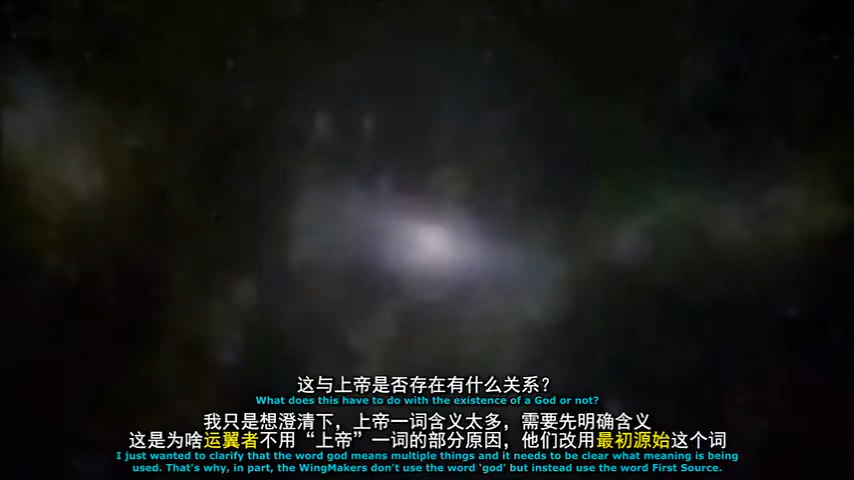 这与上帝是否存在有什么关系？
What does this have to do with the existence of a God or not?
我只是想澄清下，上帝一词含义太多，需要先明确含义
这是为啥运翼者不用“上帝”一词的部分原因，他们改用最初源始这个词
I just wanted to clarify that the word god means multiple things and it needs to be clear what meaning is being
used. That's why, in part, the WingMakers don't use the word ‘god’ but instead use the word First Source.